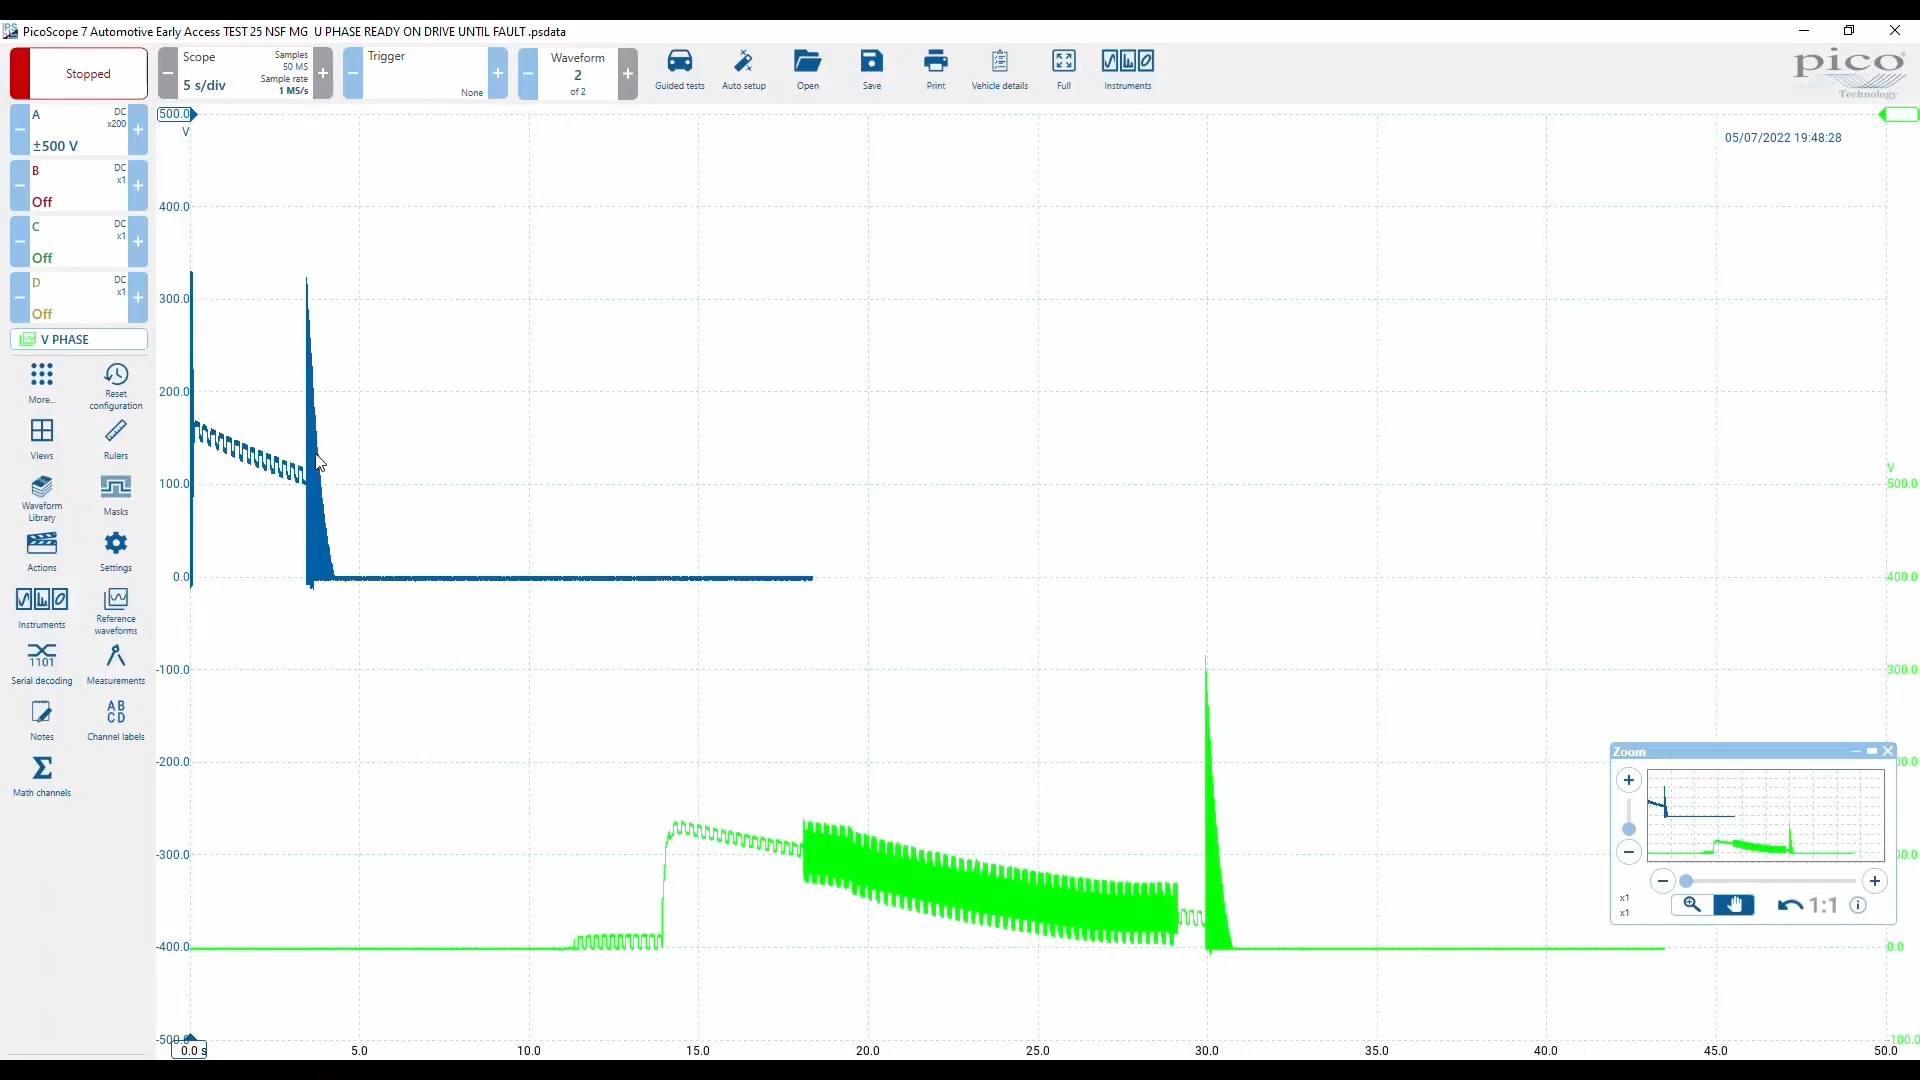 PicoScope 7 Automotive Early Access TEST 25 NSF MG  U PHASE READY ON DRIVE UNTIL FAULT .psdata
Stopped
Scope
5 s/div
Samples
50 MS
Sample rate
1 MS/s
Trigger
None
Waveform
2
of 2
Guided tests
Auto setup
Open
Save
Print
Vehicle details
Full
Instruments
pico
Technology
A
DC
x200
±500 V
B
DC
x1
Off
C
DC
x1
Off
D
DC
x1
Off
V PHASE
More...
Reset configuration
Views
Rulers
Waveform Library
Masks
Actions
Settings
Instruments
Reference waveforms
1101
Serial decoding
Measurements
Notes
AB
CD
Channel labels
Σ
Math channels
500.0
V
400.0
300.0
200.0
100.0
0.0
-100.0
-200.0
-300.0
-400.0
-500.0
05/07/2022 19:48:28
V
500.0
400.0
300.0
0.0
Zoom
x1
x1
1:1
0.0 s
5.0
10.0
15.0
20.0
25.0
30.0
35.0
40.0
45.0
50.0